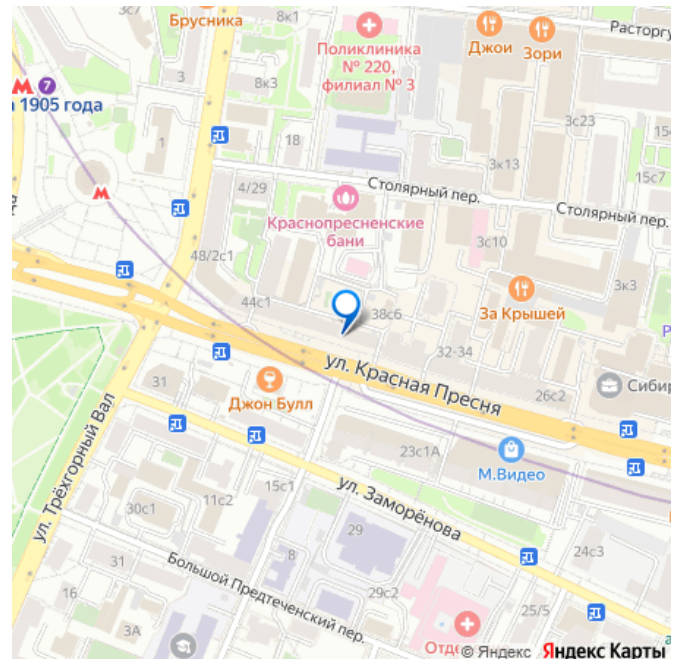 Брусника
8к1
Поликлиника
№ 220,
филиал № 3
Джои
Зори
Расторгу
3
8к3
7
1905 года
1
18
3с23
15с
3к13
15с7
4/29
Столярный пер.
Столярный пер.
Краснопресненские
бани
3с10
48/2с1
За Крышей
3к3
44с1
38с6
32-34
ул. Красная Пресня
26с2
Сибир
31
Джон Булл
23с1А
М.Видео
ул. Трёхгорный Вал
15с1
ул. Заморёнова
11с2
30с1
29
24с3
31
8
Большой Предтеченский пер.
29с2
16
3А
25/5
Отде
© Яндекс Яндекс Карты